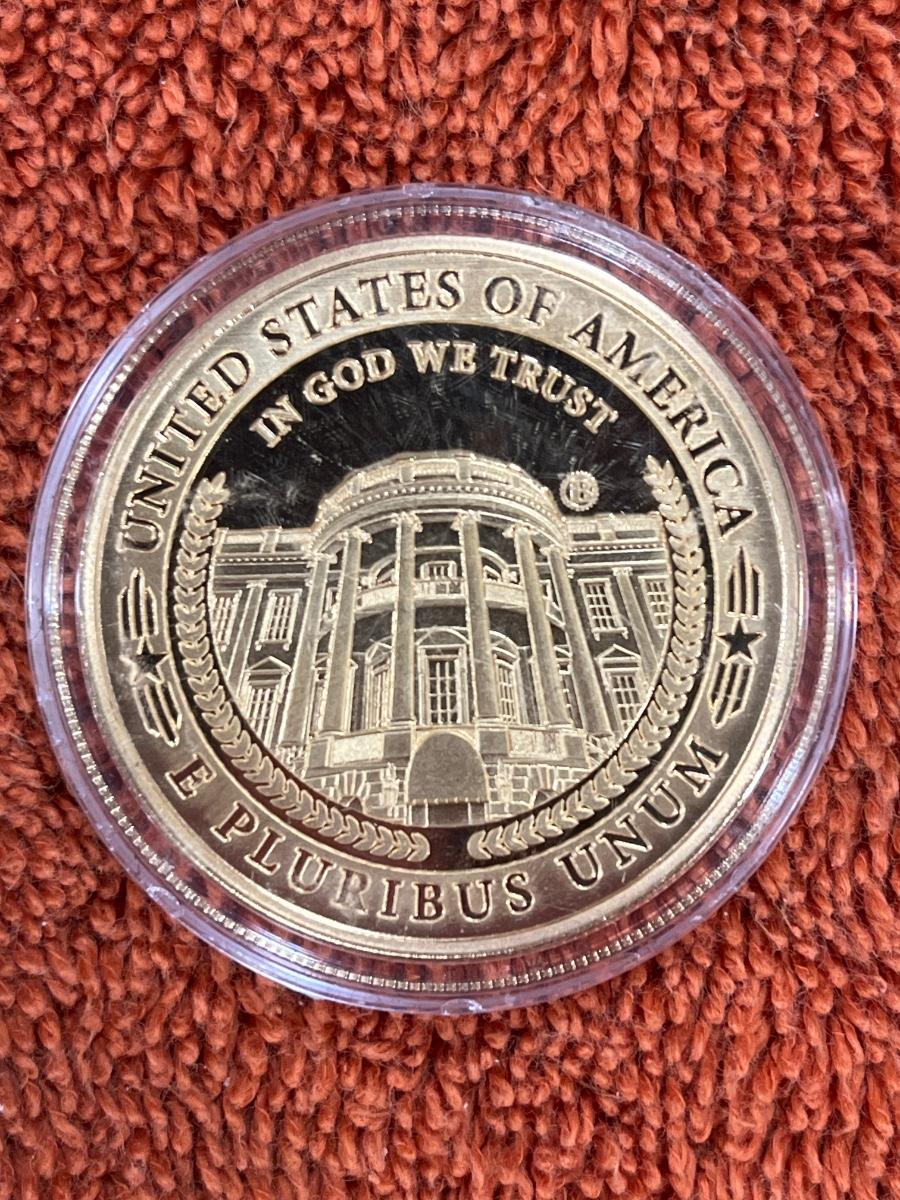 UNITED STATES OF AMERICA
IN GOD WE TRUST
E PLURIBUS UNUM